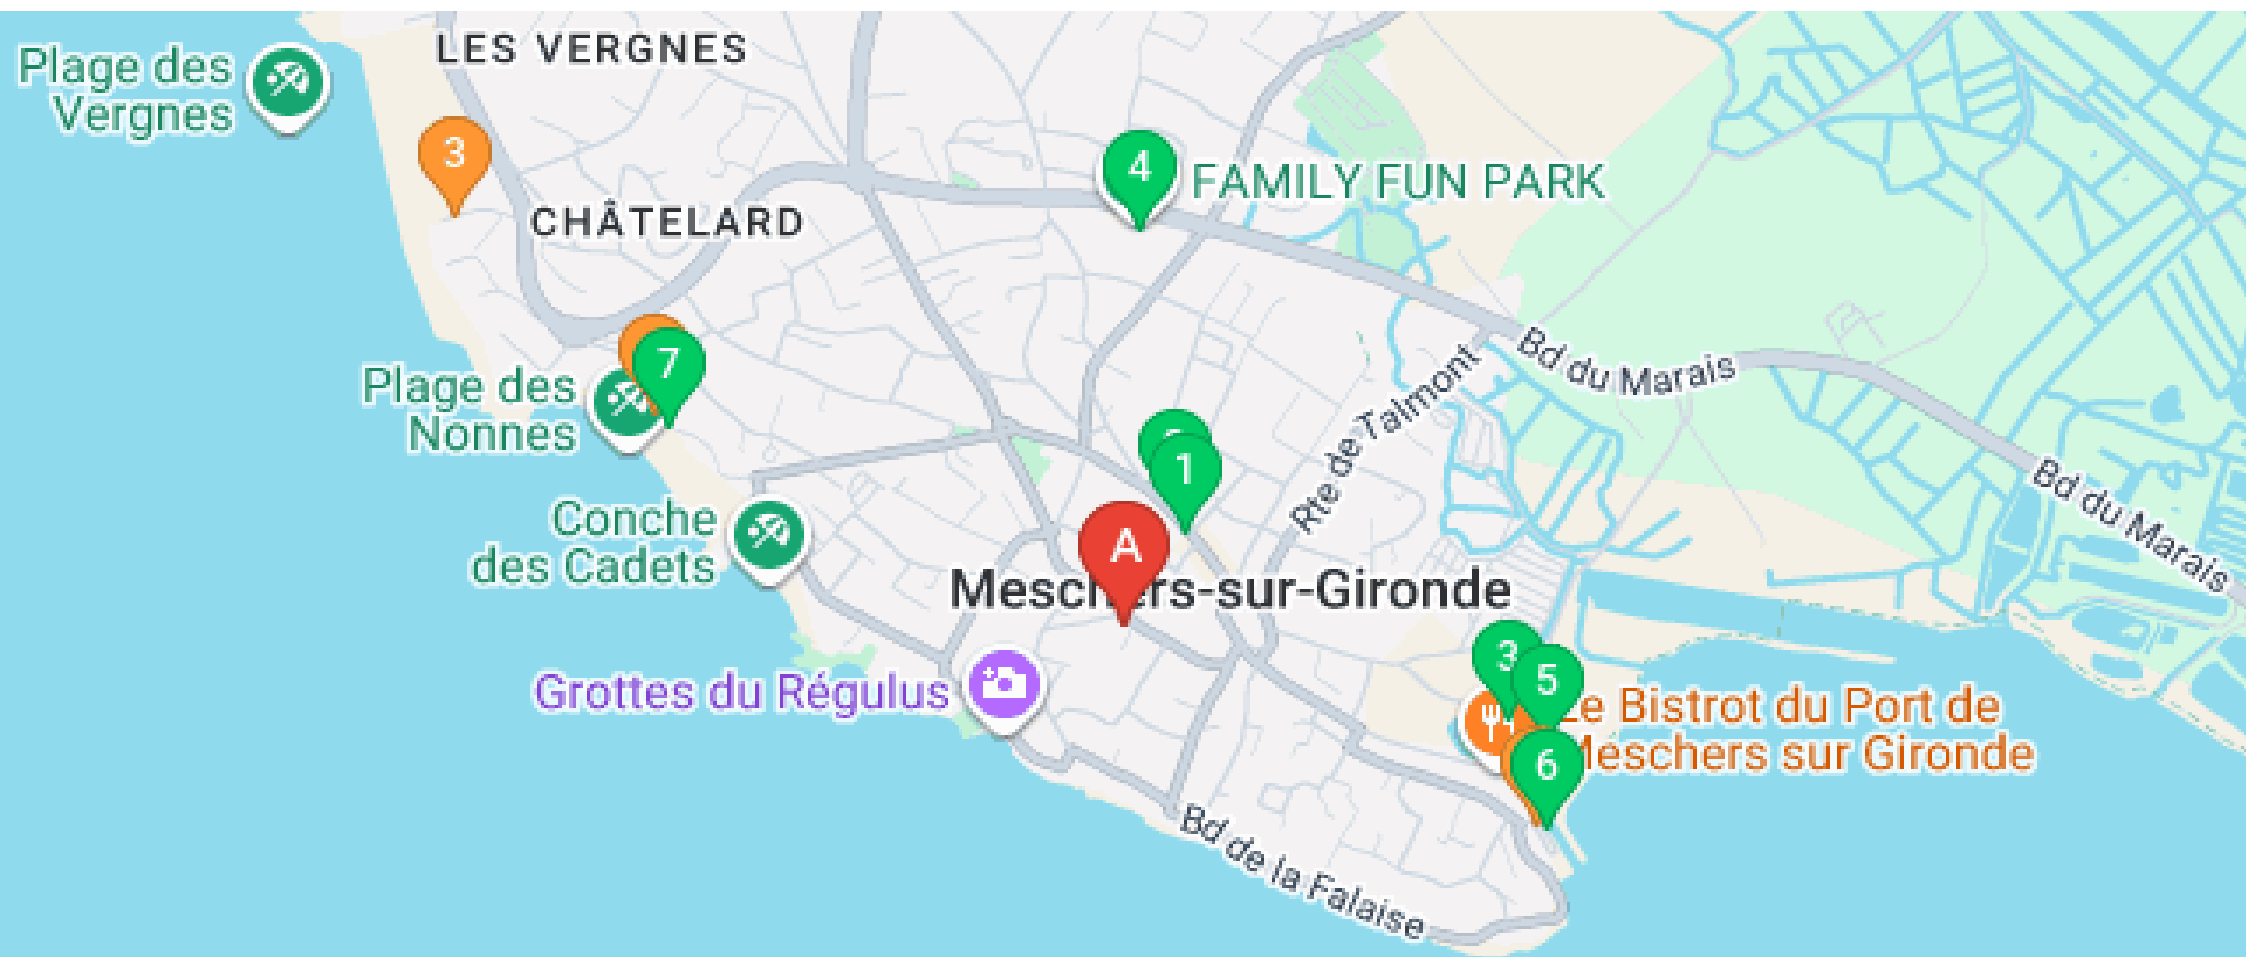 LES VERGNES
Plage des
Vergnes
3
4
FAMILY FUN PARK
CHÂTELARD
Bd du Marais
7
Plage des
Nonnes
Rte de Talmont
1
Bd du Marais
Conche
des Cadets
A
Meschers-sur-Gironde
3
5
Grottes du Régulus
Le Bistrot du Port de
Meschers sur Gironde
6
Bd de la Falaise